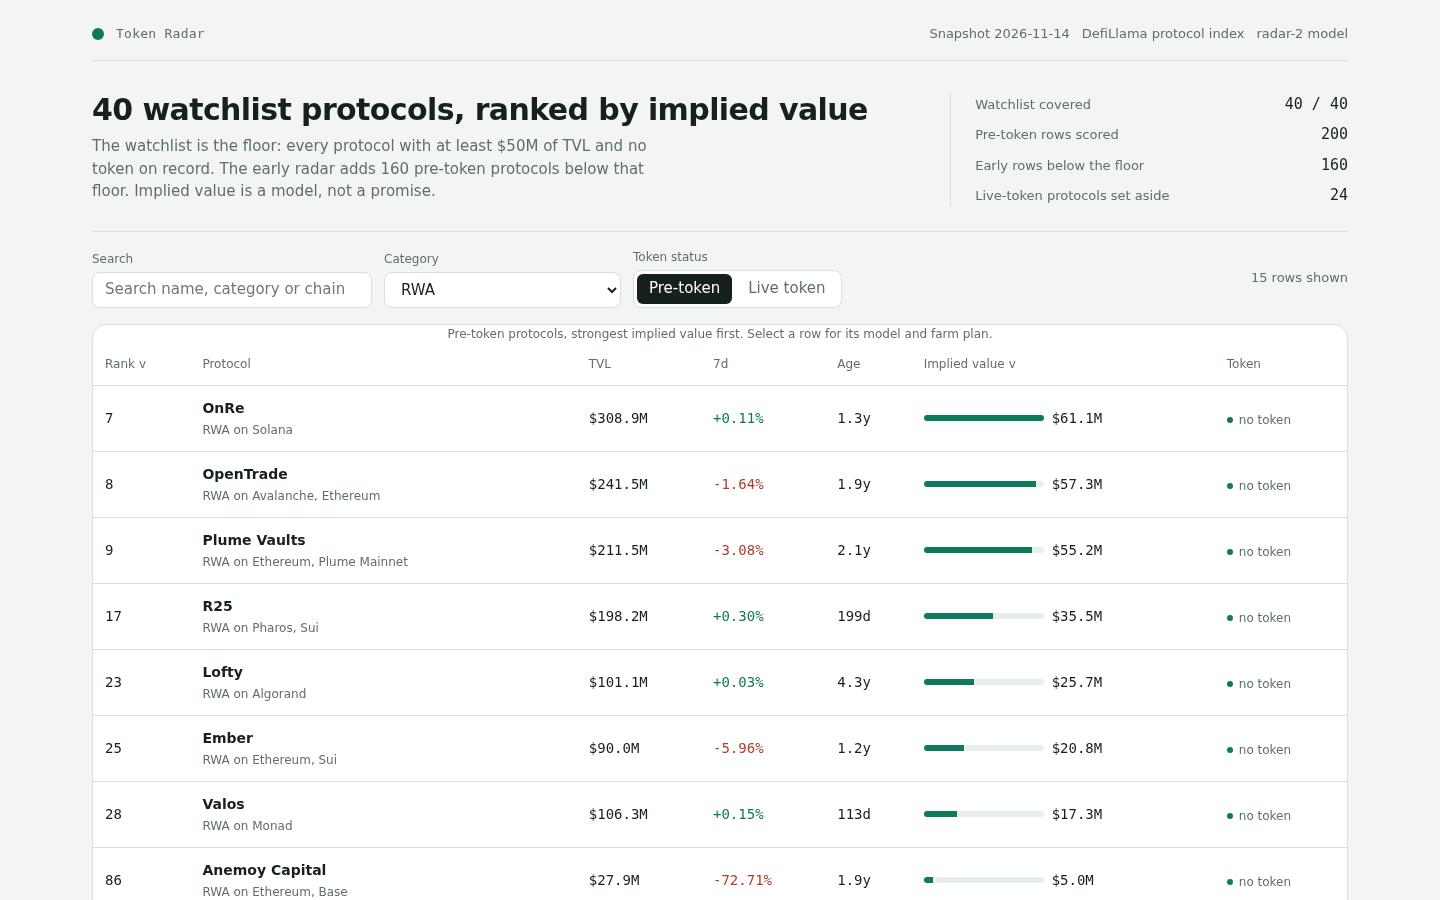 Token Radar
Snapshot 2026-11-14 DefiLlama protocol index radar-2 model
40 watchlist protocols, ranked by implied value
The watchlist is the floor: every protocol with at least $50M of TVL and no
token on record. The early radar adds 160 pre-token protocols below that
floor. Implied value is a model, not a promise.
Watchlist covered 40 / 40
Pre-token rows scored 200
Early rows below the floor 160
Live-token protocols set aside 24
Search
Search name, category or chain
Category
RWA
Token status
Pre-token Live token
15 rows shown
Pre-token protocols, strongest implied value first. Select a row for its model and farm plan.
Rank v Protocol TVL 7d Age Implied value v Token
7 OnRe $308.9M +0.11% 1.3y $61.1M no token
RWA on Solana
8 OpenTrade $241.5M -1.64% 1.9y $57.3M no token
RWA on Avalanche, Ethereum
9 Plume Vaults $211.5M -3.08% 2.1y $55.2M no token
RWA on Ethereum, Plume Mainnet
17 R25 $198.2M +0.30% 199d $35.5M no token
RWA on Pharos, Sui
23 Lofty $101.1M +0.03% 4.3y $25.7M no token
RWA on Algorand
25 Ember $90.0M -5.96% 1.2y $20.8M no token
RWA on Ethereum, Sui
28 Valos $106.3M +0.15% 113d $17.3M no token
RWA on Monad
86 Anemoy Capital $27.9M -72.71% 1.9y $5.0M no token
RWA on Ethereum, Base